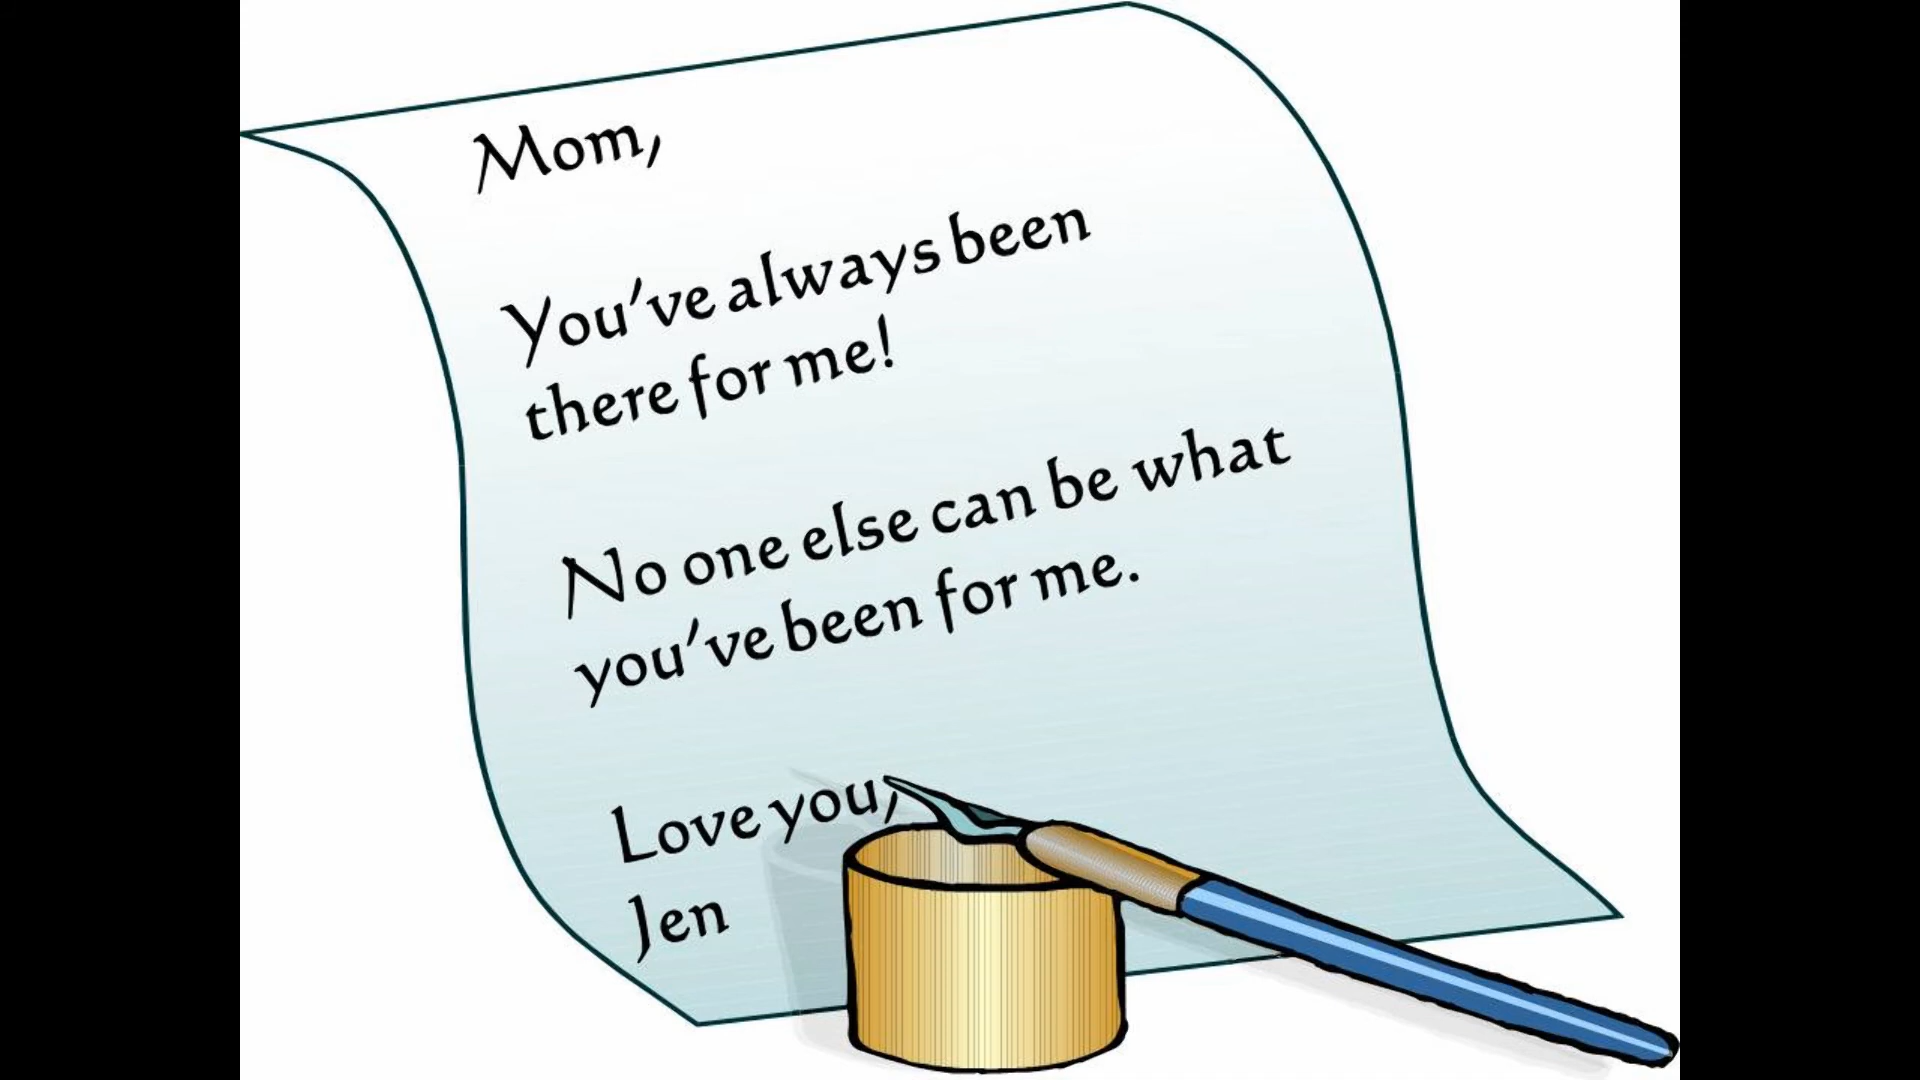 Mom,
You've always been
there for me!
No one else can be what
you've been for me.
Love you,
Jen